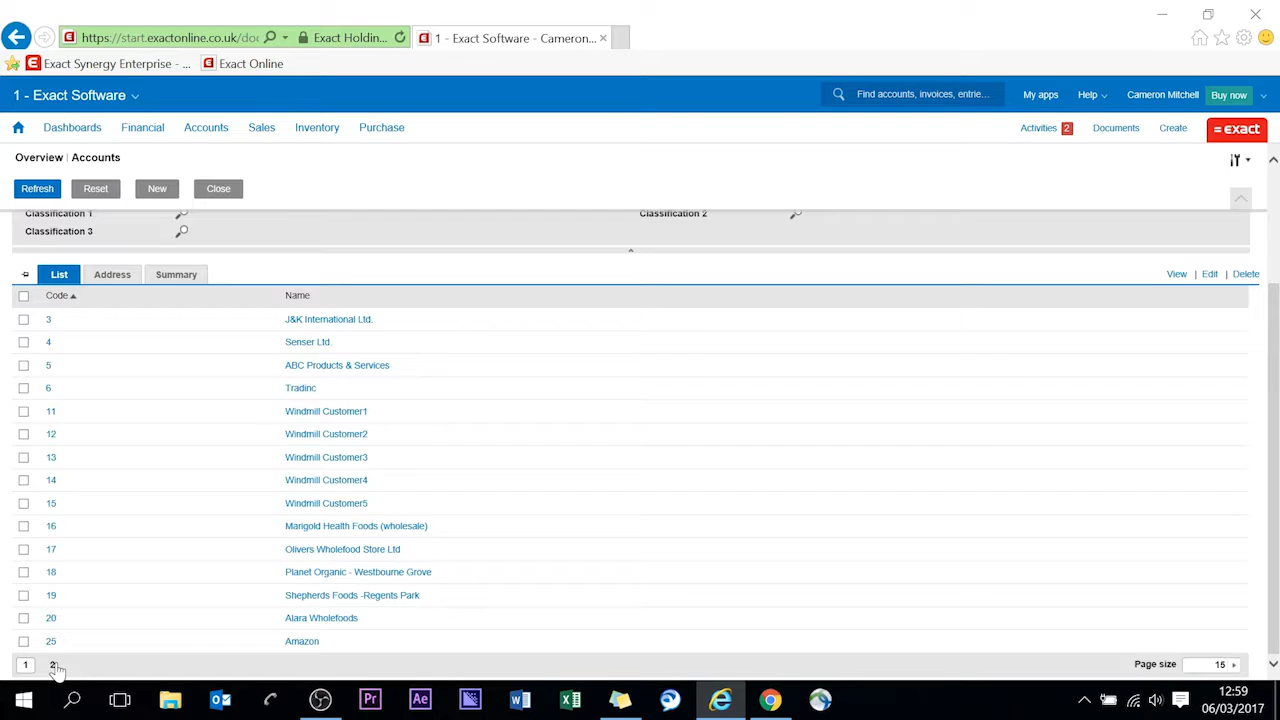 https://start.exactonline.co.uk/doc Exact Holdin... 1 - Exact Software - Cameron...
Exact Synergy Enterprise - ... Exact Online
1 - Exact Software Find accounts, invoices, entrie... My apps Help Cameron Mitchell Buy now
Dashboards Financial Accounts Sales Inventory Purchase Activities 2 Documents Create = exact
Overview | Accounts
Refresh Reset New Close
Classification 1 Classification 2
Classification 3
List Address Summary View | Edit | Delete
Code Name
3 J&K International Ltd.
4 Senser Ltd.
5 ABC Products & Services
6 Tradinc
11 Windmill Customer1
12 Windmill Customer2
13 Windmill Customer3
14 Windmill Customer4
15 Windmill Customer5
16 Marigold Health Foods (wholesale)
17 Olivers Wholefood Store Ltd
18 Planet Organic - Westbourne Grove
19 Shepherds Foods -Regents Park
20 Alara Wholefoods
25 Amazon
1 2 Page size 15
Pr Ae 12:59
06/03/2017